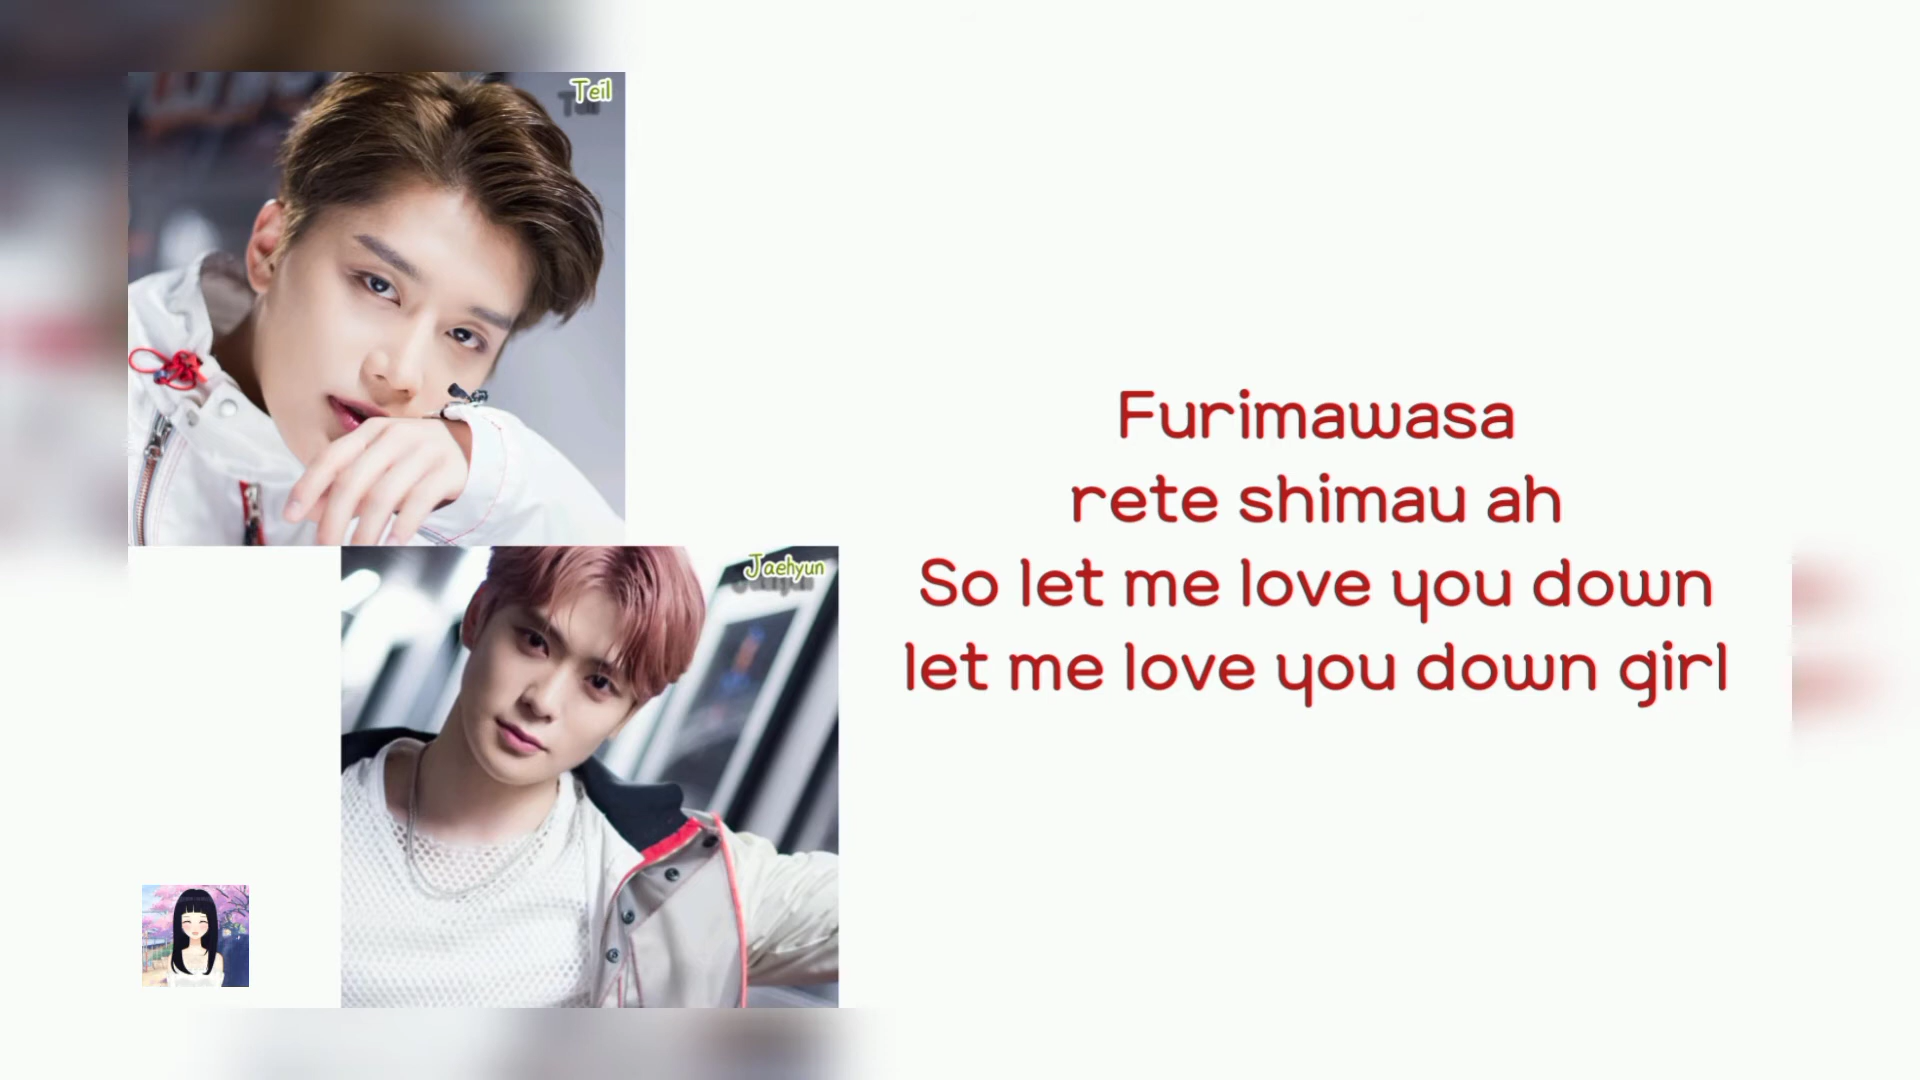 Teil
Jaehyun
Furimawasa
rete shimau ah
So let me love you down
let me love you down girl